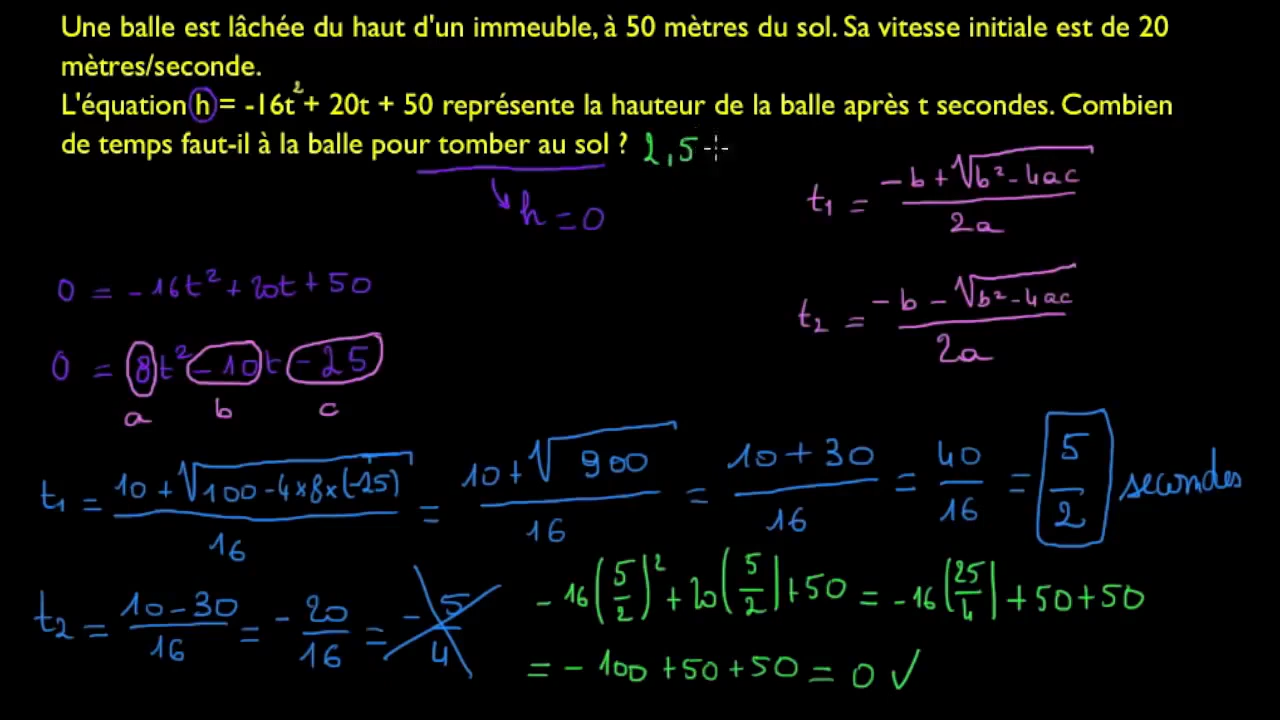 Une balle est lâchée du haut d'un immeuble, à 50 mètres du sol. Sa vitesse initiale est de 20
mètres/seconde.
L'équation h = -16t² + 20t + 50 représente la hauteur de la balle après t secondes. Combien
de temps faut-il à la balle pour tomber au sol ? 2,5
h = 0
t₁ = (-b + √(b² - 4ac)) / 2a
t₂ = (-b - √(b² - 4ac)) / 2a
0 = -16t² + 20t + 50
0 = 8t² - 10t - 25
a b c
t₁ = (10 + √(100 - 4×8×(-25))) / 16 = (10 + √900) / 16 = (10 + 30) / 16 = 40/16 = 5/2 secondes
t₂ = (10 - 30) / 16 = - 20/16 = - 5/4
-16(5/2)² + 20(5/2) + 50 = -16(25/4) + 50 + 50
= - 100 + 50 + 50 = 0 ✓